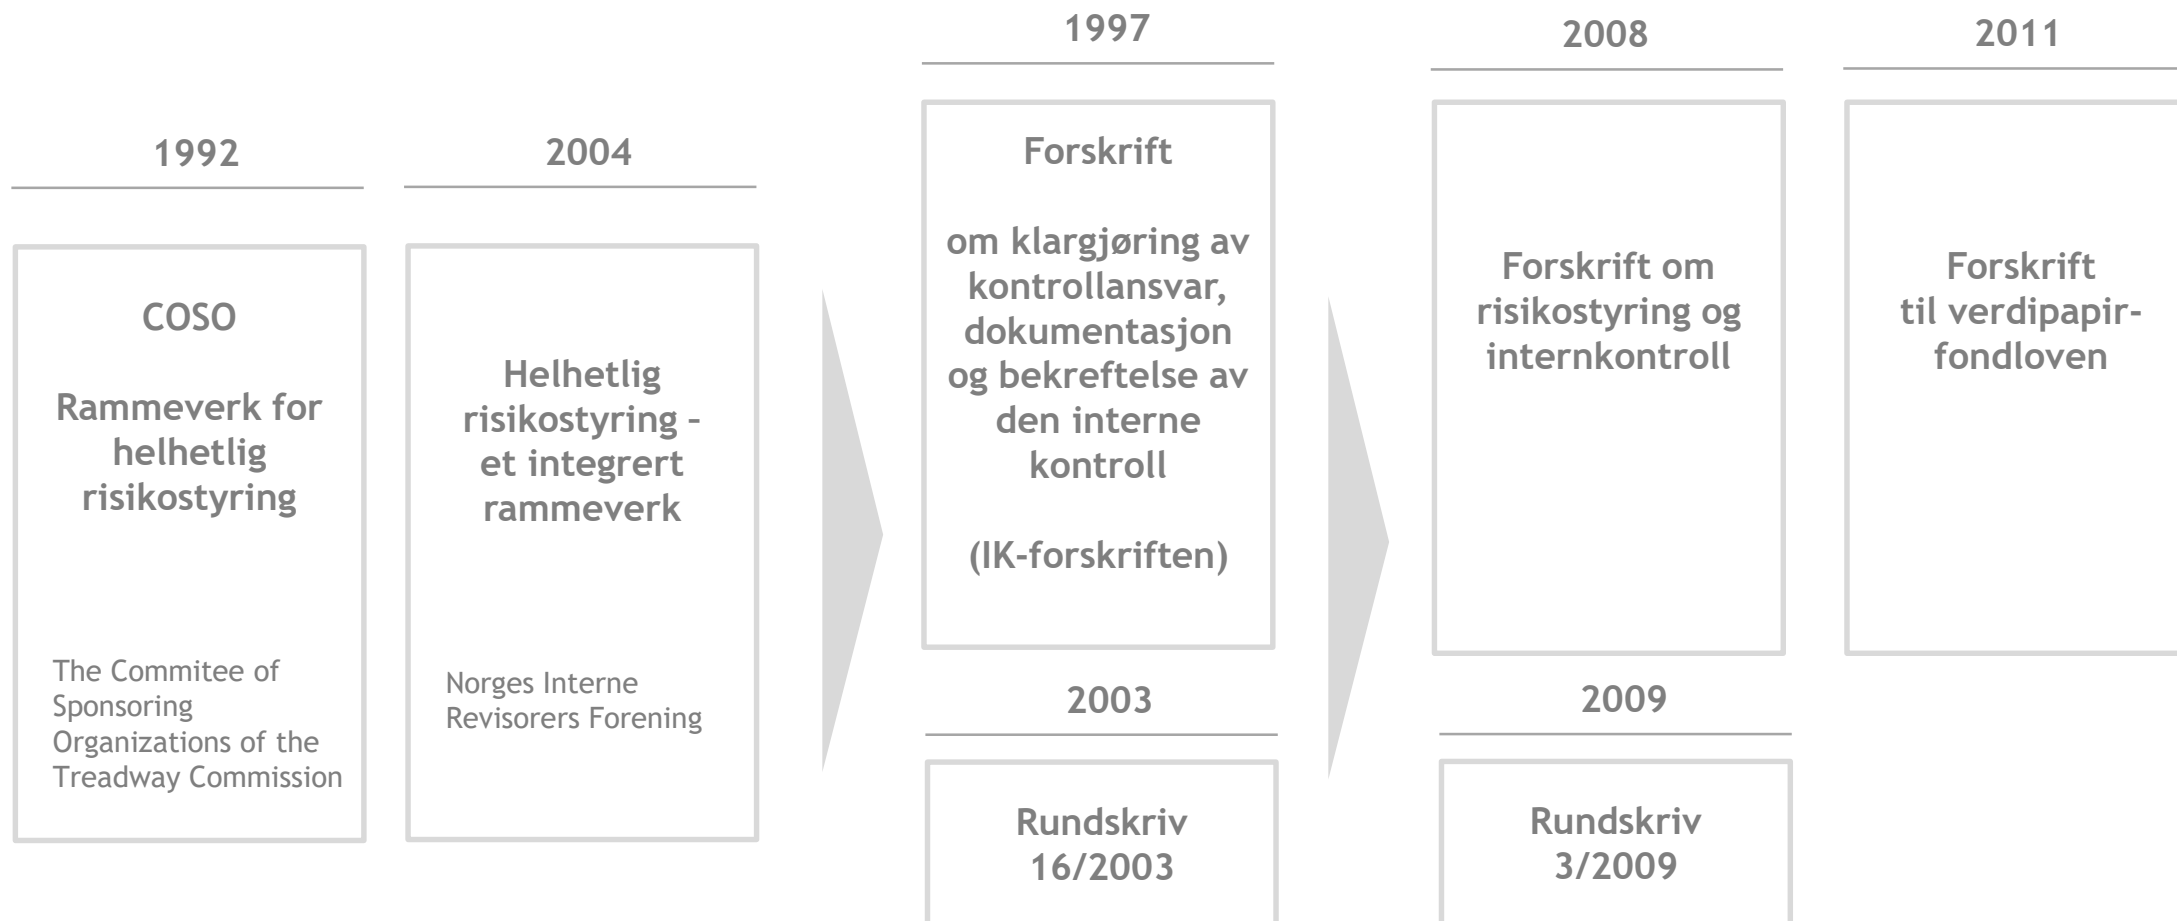 1992
COSO
Rammeverk for
helhetlig
risikostyring
The Commitee of
Sponsoring
Organizations of the
Treadway Commission
2004
Helhetlig
risikostyring –
et integrert
rammeverk
Norges Interne
Revisorers Forening
1997
Forskrift
om klargjøring av
kontrollansvar,
dokumentasjon
og bekreftelse av
den interne
kontroll
(IK-forskriften)
2003
Rundskriv
16/2003
2008
Forskrift om
risikostyring og
internkontroll
2009
Rundskriv
3/2009
2011
Forskrift
til verdipapir-
fondloven